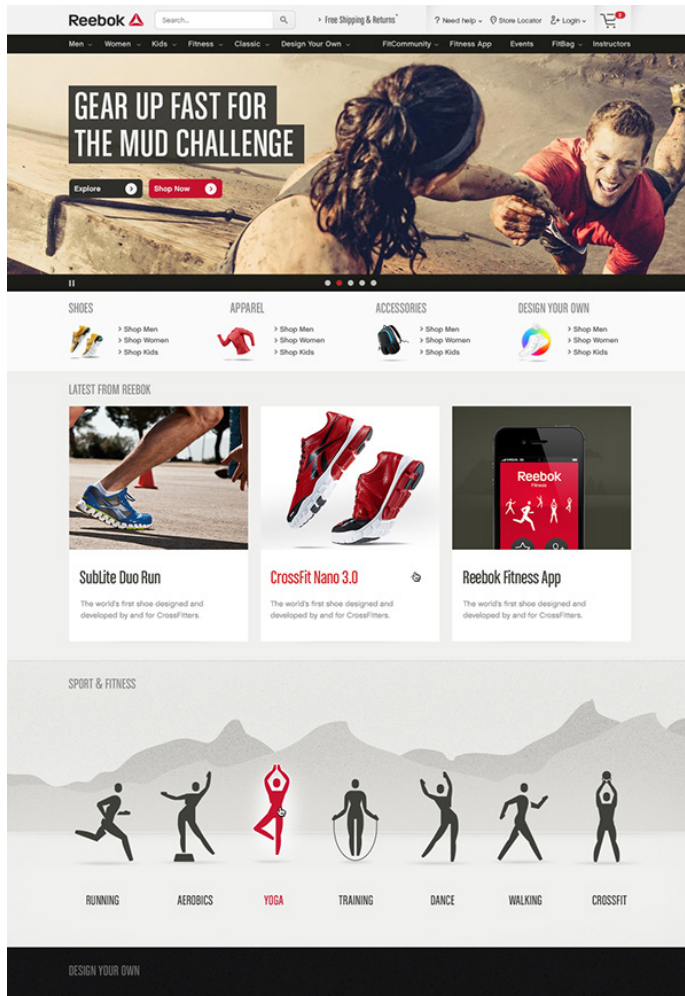 Reebok
Search...
Free Shipping & Returns*
? Need help
Store Locator
Login
0
Men Women Kids Fitness Classic Design Your Own FitCommunity Fitness App Events FitBag Instructors
GEAR UP FAST FOR
THE MUD CHALLENGE
Explore
Shop Now
SHOES
> Shop Men
> Shop Women
> Shop Kids
APPAREL
> Shop Men
> Shop Women
> Shop Kids
ACCESSORIES
> Shop Men
> Shop Women
> Shop Kids
DESIGN YOUR OWN
> Shop Men
> Shop Women
> Shop Kids
LATEST FROM REEBOK
SubLite Duo Run
The world's first shoe designed and
developed by and for CrossFitters.
CrossFit Nano 3.0
The world's first shoe designed and
developed by and for CrossFitters.
Reebok
Fitness
Reebok Fitness App
The world's first shoe designed and
developed by and for CrossFitters.
SPORT & FITNESS
RUNNING
AEROBICS
YOGA
TRAINING
DANCE
WALKING
CROSSFIT
DESIGN YOUR OWN